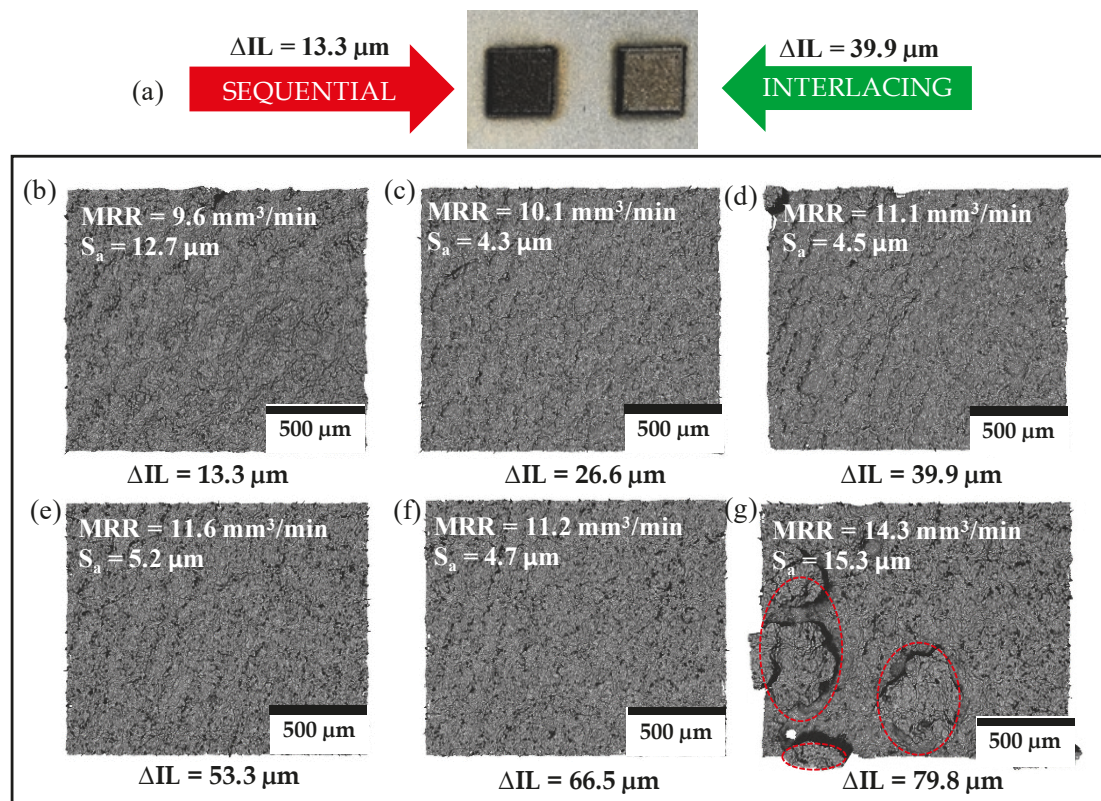 ΔIL = 13.3 μm
ΔIL = 39.9 μm
(a)
SEQUENTIAL
INTERLACING
(b)
MRR = 9.6 mm³/min
Sₐ = 12.7 μm
500 μm
ΔIL = 13.3 μm
(c)
MRR = 10.1 mm³/min
Sₐ = 4.3 μm
500 μm
ΔIL = 26.6 μm
(d)
MRR = 11.1 mm³/min
Sₐ = 4.5 μm
500 μm
ΔIL = 39.9 μm
(e)
MRR = 11.6 mm³/min
Sₐ = 5.2 μm
500 μm
ΔIL = 53.3 μm
(f)
MRR = 11.2 mm³/min
Sₐ = 4.7 μm
500 μm
ΔIL = 66.5 μm
(g)
MRR = 14.3 mm³/min
Sₐ = 15.3 μm
500 μm
ΔIL = 79.8 μm